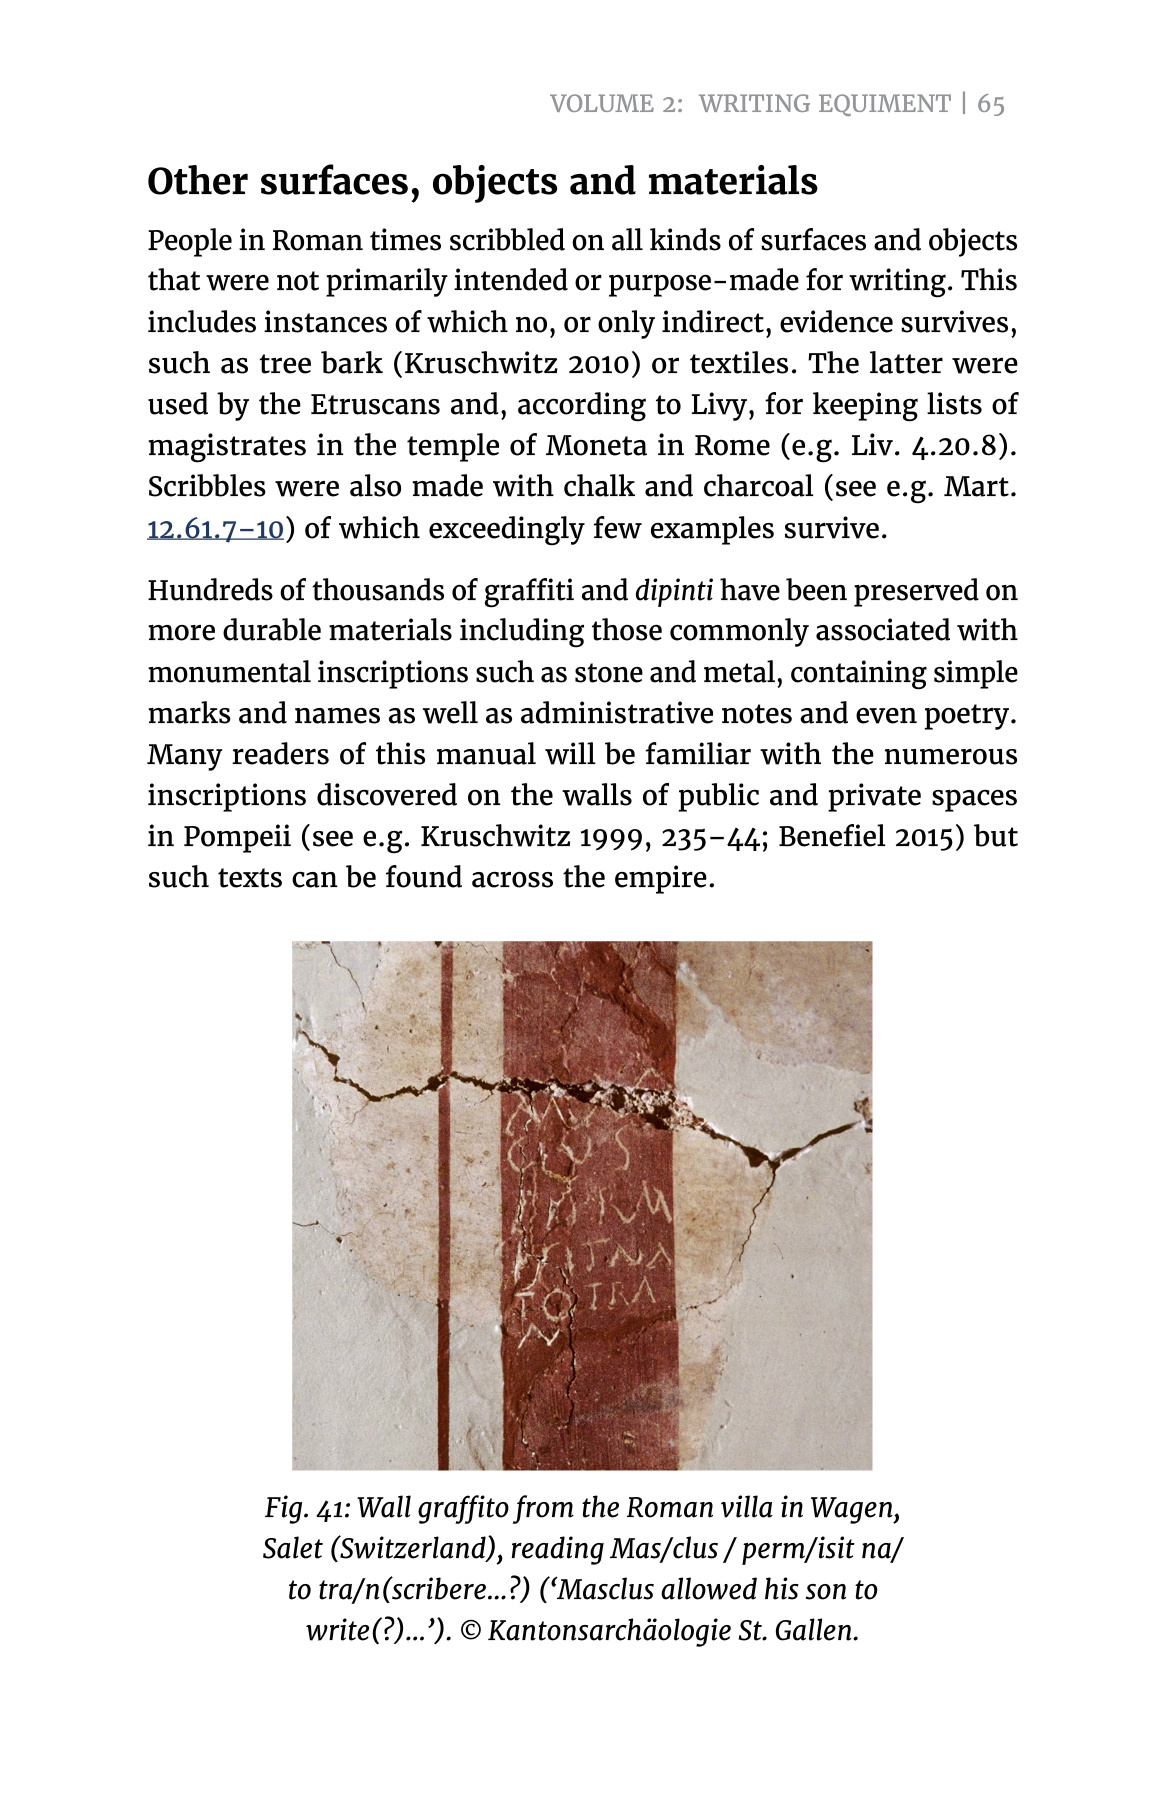 VOLUME 2: WRITING EQUIMENT | 65
Other surfaces, objects and materials
People in Roman times scribbled on all kinds of surfaces and objects
that were not primarily intended or purpose-made for writing. This
includes instances of which no, or only indirect, evidence survives,
such as tree bark (Kruschwitz 2010) or textiles. The latter were
used by the Etruscans and, according to Livy, for keeping lists of
magistrates in the temple of Moneta in Rome (e.g. Liv. 4.20.8).
Scribbles were also made with chalk and charcoal (see e.g. Mart.
12.61.7–10) of which exceedingly few examples survive.
Hundreds of thousands of graffiti and dipinti have been preserved on
more durable materials including those commonly associated with
monumental inscriptions such as stone and metal, containing simple
marks and names as well as administrative notes and even poetry.
Many readers of this manual will be familiar with the numerous
inscriptions discovered on the walls of public and private spaces
in Pompeii (see e.g. Kruschwitz 1999, 235–44; Benefiel 2015) but
such texts can be found across the empire.
CLVS
ITNA
TO TRA
N
Fig. 41: Wall graffito from the Roman villa in Wagen,
Salet (Switzerland), reading Mas/clus / perm/isit na/
to tra/n(scribere...?) (‘Masclus allowed his son to
write(?)...’). © Kantonsarchäologie St. Gallen.